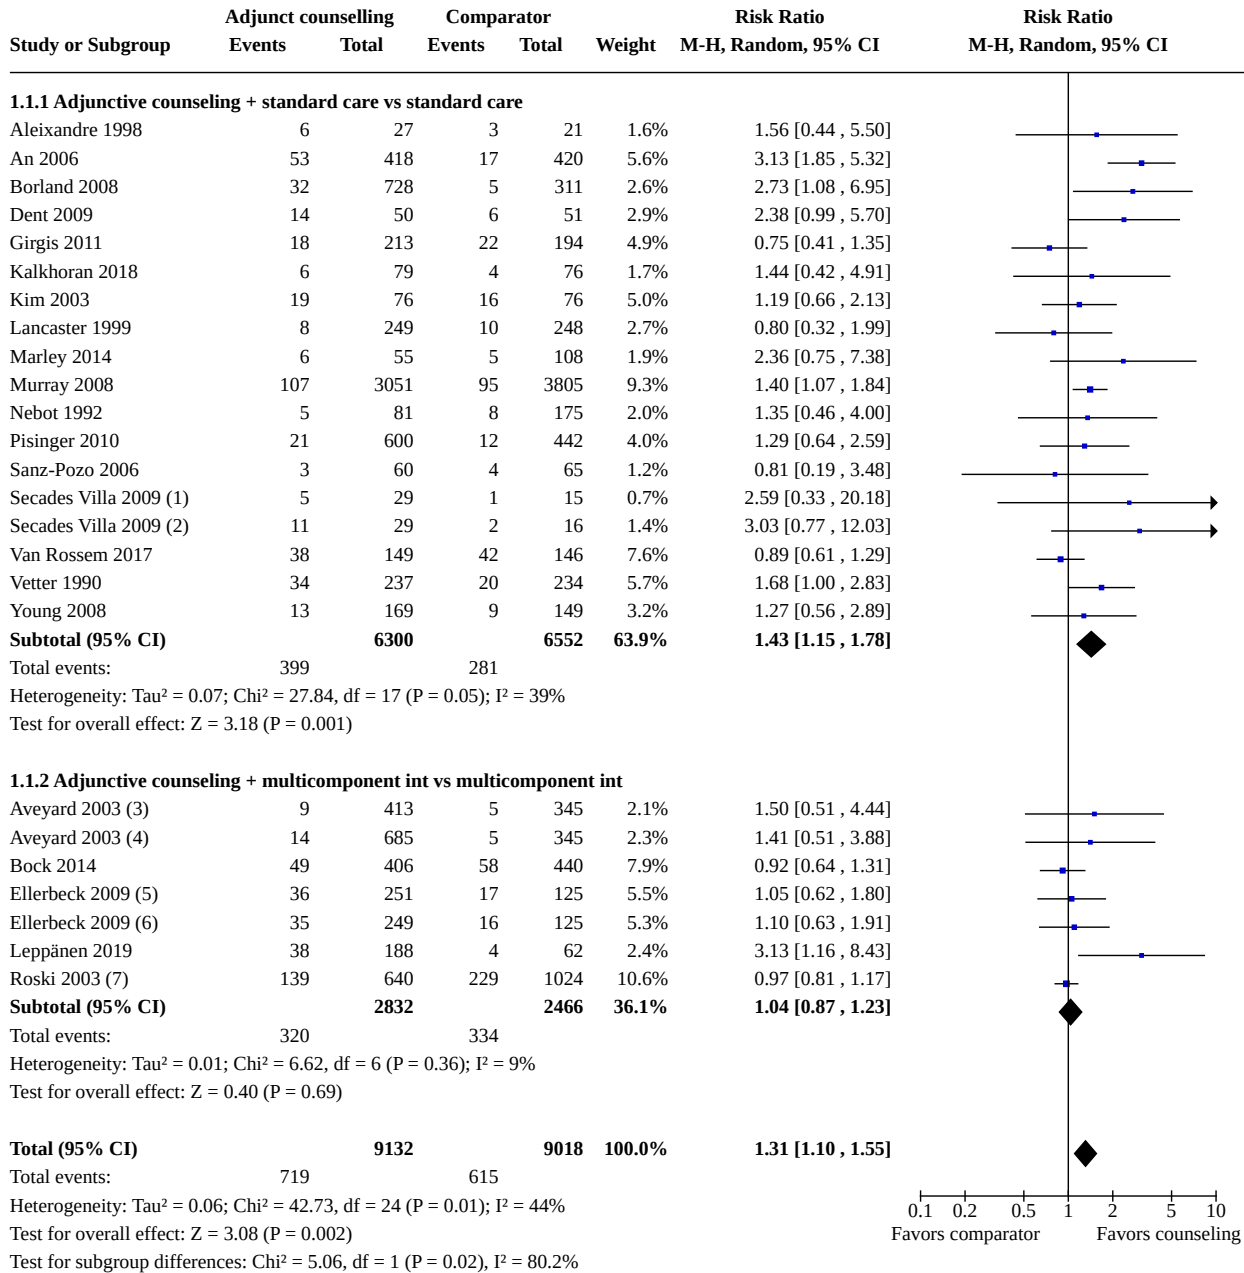 Adjunct counselling Comparator Risk Ratio Risk Ratio
Study or Subgroup Events Total Events Total Weight M-H, Random, 95% CI M-H, Random, 95% CI
1.1.1 Adjunctive counseling + standard care vs standard care
Aleixandre 1998 6 27 3 21 1.6% 1.56 [0.44 , 5.50]
An 2006 53 418 17 420 5.6% 3.13 [1.85 , 5.32]
Borland 2008 32 728 5 311 2.6% 2.73 [1.08 , 6.95]
Dent 2009 14 50 6 51 2.9% 2.38 [0.99 , 5.70]
Girgis 2011 18 213 22 194 4.9% 0.75 [0.41 , 1.35]
Kalkhoran 2018 6 79 4 76 1.7% 1.44 [0.42 , 4.91]
Kim 2003 19 76 16 76 5.0% 1.19 [0.66 , 2.13]
Lancaster 1999 8 249 10 248 2.7% 0.80 [0.32 , 1.99]
Marley 2014 6 55 5 108 1.9% 2.36 [0.75 , 7.38]
Murray 2008 107 3051 95 3805 9.3% 1.40 [1.07 , 1.84]
Nebot 1992 5 81 8 175 2.0% 1.35 [0.46 , 4.00]
Pisinger 2010 21 600 12 442 4.0% 1.29 [0.64 , 2.59]
Sanz-Pozo 2006 3 60 4 65 1.2% 0.81 [0.19 , 3.48]
Secades Villa 2009 (1) 5 29 1 15 0.7% 2.59 [0.33 , 20.18]
Secades Villa 2009 (2) 11 29 2 16 1.4% 3.03 [0.77 , 12.03]
Van Rossem 2017 38 149 42 146 7.6% 0.89 [0.61 , 1.29]
Vetter 1990 34 237 20 234 5.7% 1.68 [1.00 , 2.83]
Young 2008 13 169 9 149 3.2% 1.27 [0.56 , 2.89]
Subtotal (95% CI) 6300 6552 63.9% 1.43 [1.15 , 1.78]
Total events: 399 281
Heterogeneity: Tau² = 0.07; Chi² = 27.84, df = 17 (P = 0.05); I² = 39%
Test for overall effect: Z = 3.18 (P = 0.001)
1.1.2 Adjunctive counseling + multicomponent int vs multicomponent int
Aveyard 2003 (3) 9 413 5 345 2.1% 1.50 [0.51 , 4.44]
Aveyard 2003 (4) 14 685 5 345 2.3% 1.41 [0.51 , 3.88]
Bock 2014 49 406 58 440 7.9% 0.92 [0.64 , 1.31]
Ellerbeck 2009 (5) 36 251 17 125 5.5% 1.05 [0.62 , 1.80]
Ellerbeck 2009 (6) 35 249 16 125 5.3% 1.10 [0.63 , 1.91]
Leppänen 2019 38 188 4 62 2.4% 3.13 [1.16 , 8.43]
Roski 2003 (7) 139 640 229 1024 10.6% 0.97 [0.81 , 1.17]
Subtotal (95% CI) 2832 2466 36.1% 1.04 [0.87 , 1.23]
Total events: 320 334
Heterogeneity: Tau² = 0.01; Chi² = 6.62, df = 6 (P = 0.36); I² = 9%
Test for overall effect: Z = 0.40 (P = 0.69)
Total (95% CI) 9132 9018 100.0% 1.31 [1.10 , 1.55]
Total events: 719 615
Heterogeneity: Tau² = 0.06; Chi² = 42.73, df = 24 (P = 0.01); I² = 44%
0.1 0.2 0.5 1 2 5 10
Test for overall effect: Z = 3.08 (P = 0.002)
Favors comparator Favors counseling
Test for subgroup differences: Chi² = 5.06, df = 1 (P = 0.02), I² = 80.2%